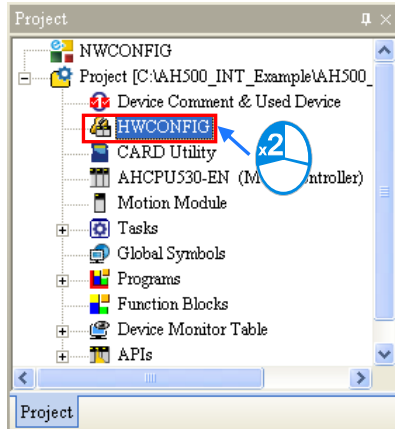 Project
NWCONFIG
Project [C:\AH500_INT_Example\AH500_
Device Comment & Used Device
HWCONFIG
x2
CARD Utility
AHCPU530-EN (M ntroller)
Motion Module
Tasks
Global Symbols
Programs
Function Blocks
Device Monitor Table
APIs
Project